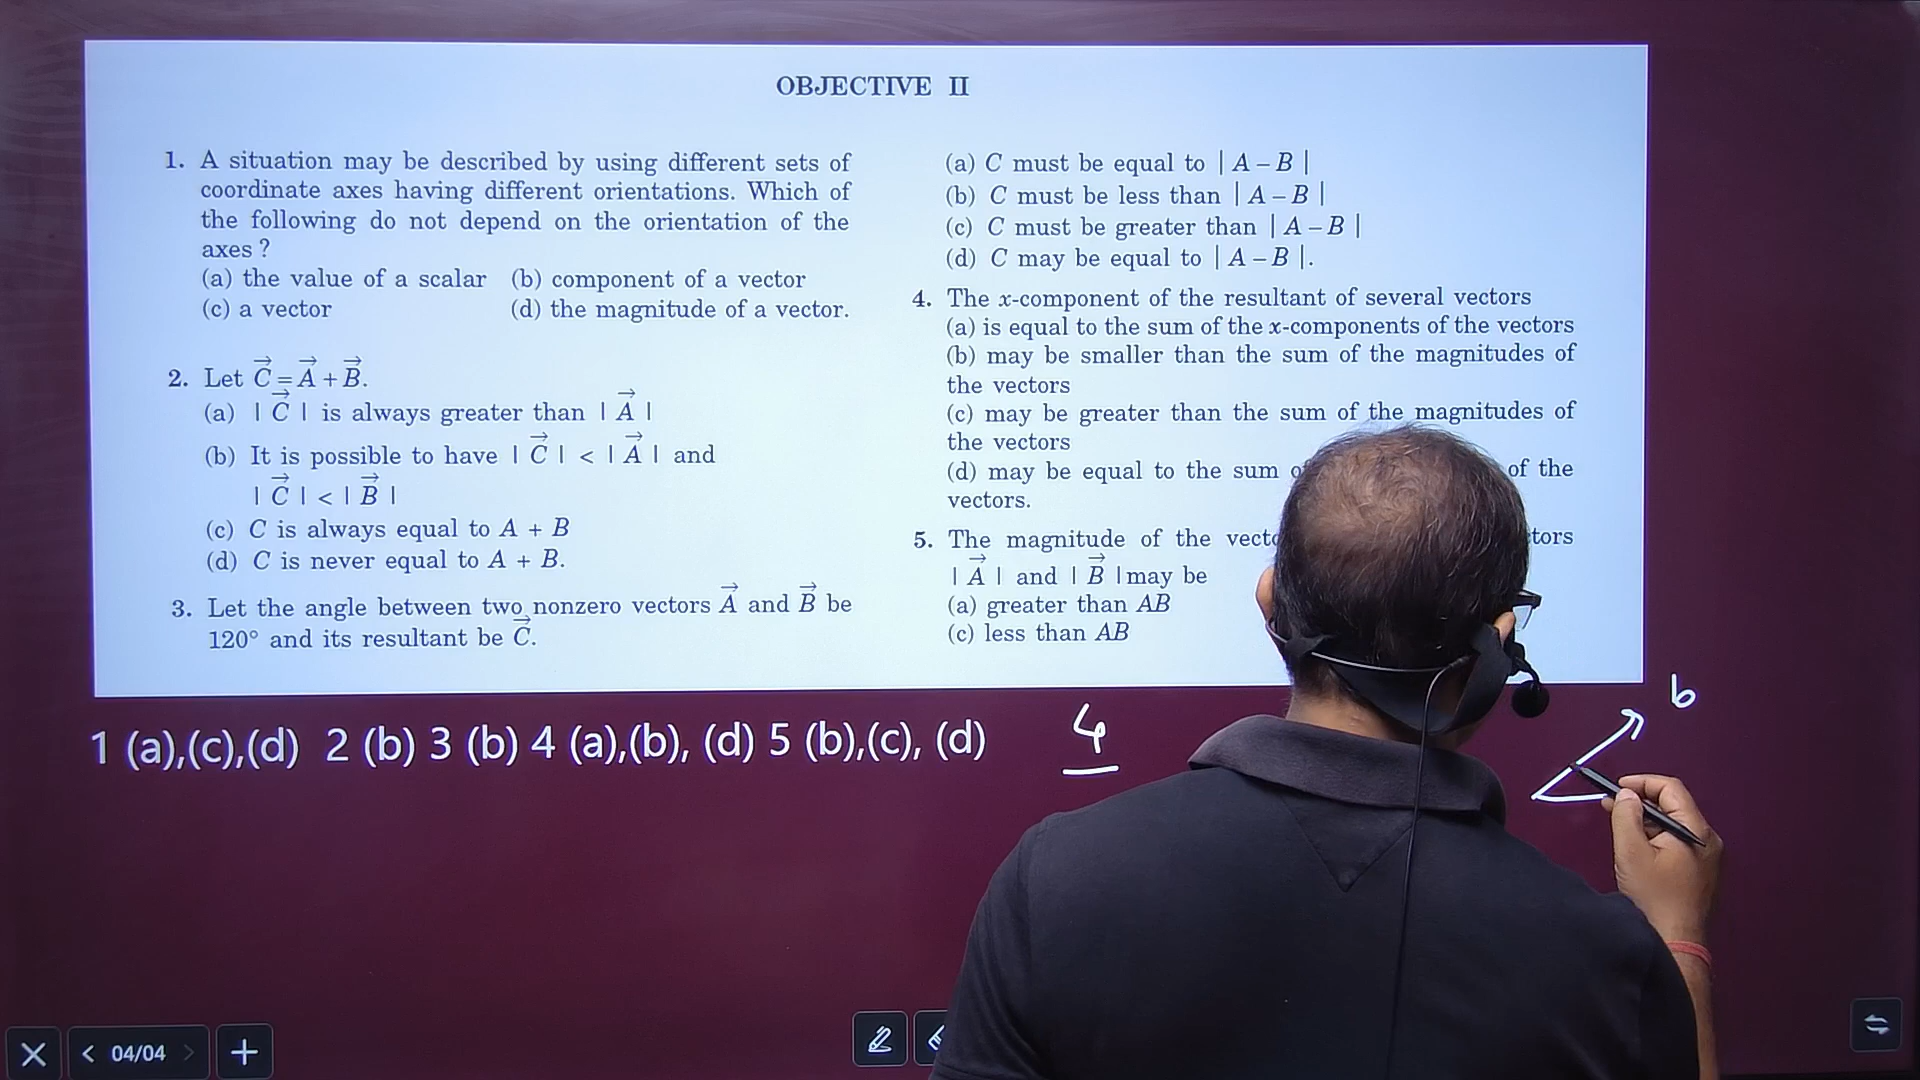 OBJECTIVE II
1. A situation may be described by using different sets of
coordinate axes having different orientations. Which of
the following do not depend on the orientation of the
axes ?
(a) the value of a scalar (b) component of a vector
(c) a vector (d) the magnitude of a vector.
2. Let C⃗ = A⃗ + B⃗.
(a) | C⃗ | is always greater than | A⃗ |
(b) It is possible to have | C⃗ | < | A⃗ | and
| C⃗ | < | B⃗ |
(c) C is always equal to A + B
(d) C is never equal to A + B.
3. Let the angle between two nonzero vectors A⃗ and B⃗ be
120° and its resultant be C⃗.
(a) C must be equal to | A – B |
(b) C must be less than | A – B |
(c) C must be greater than | A – B |
(d) C may be equal to | A – B |.
4. The x-component of the resultant of several vectors
(a) is equal to the sum of the x-components of the vectors
(b) may be smaller than the sum of the magnitudes of
the vectors
(c) may be greater than the sum of the magnitudes of
the vectors
(d) may be equal to the sum of the
vectors.
5. The magnitude of the
| A⃗ | and | B⃗ | may be
(a) greater than AB
(c) less than AB
1 (a),(c),(d) 2 (b) 3 (b) 4 (a),(b), (d) 5 (b),(c), (d)
4
b
04/04